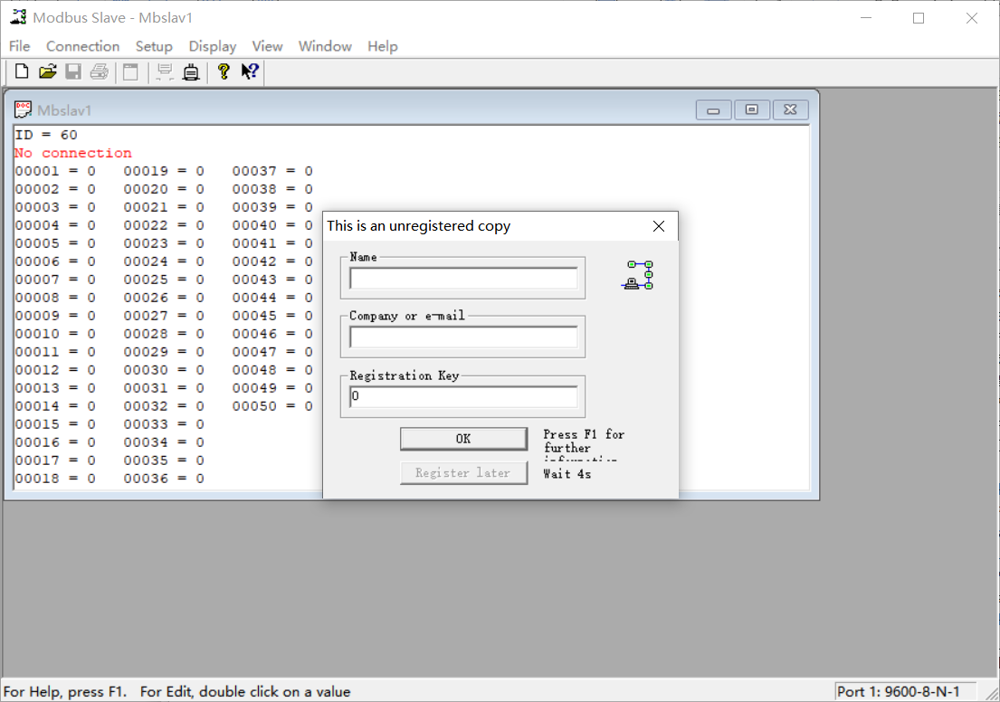 Modbus Slave - Mbslav1
File Connection Setup Display View Window Help
Mbslav1
ID = 60
No connection
00001 = 0 00019 = 0 00037 = 0
00002 = 0 00020 = 0 00038 = 0
00003 = 0 00021 = 0 00039 = 0
00004 = 0 00022 = 0 00040 = 0
00005 = 0 00023 = 0 00041 = 0
00006 = 0 00024 = 0 00042 = 0
00007 = 0 00025 = 0 00043 = 0
00008 = 0 00026 = 0 00044 = 0
00009 = 0 00027 = 0 00045 = 0
00010 = 0 00028 = 0 00046 = 0
00011 = 0 00029 = 0 00047 = 0
00012 = 0 00030 = 0 00048 = 0
00013 = 0 00031 = 0 00049 = 0
00014 = 0 00032 = 0 00050 = 0
00015 = 0 00033 = 0
00016 = 0 00034 = 0
00017 = 0 00035 = 0
00018 = 0 00036 = 0
This is an unregistered copy
Name
Company or e-mail
Registration Key
0
OK
Press F1 for
further
information
Register later
Wait 4s
For Help, press F1. For Edit, double click on a value
Port 1: 9600-8-N-1